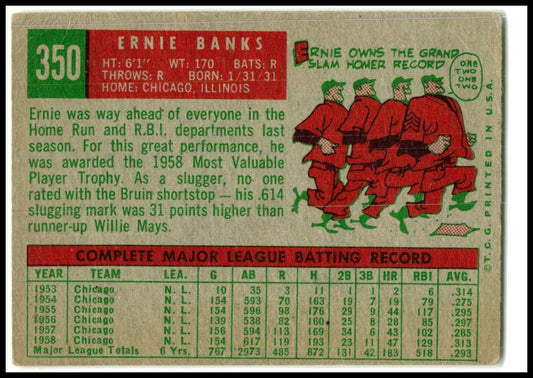 350
ERNIE BANKS
HT: 6'1" WT: 170 BATS: R
THROWS: R BORN: 1/31/31
HOME: CHICAGO, ILLINOIS
Ernie was way ahead of everyone in the
Home Run and R.B.I. departments last
season. For this great performance, he
was awarded the 1958 Most Valuable
Player Trophy. As a slugger, no one
rated with the Bruin shortstop — his .614
slugging mark was 31 points higher than
runner-up Willie Mays.
ERNIE OWNS THE GRAND
SLAM HOMER RECORD
ONE
TWO
ONE
TWO
© T.C.G. PRINTED IN U.S.A.
COMPLETE MAJOR LEAGUE BATTING RECORD
YEAR TEAM LEA. G AB R H 2B 3B HR RBI AVG.
1953 Chicago N. L. 10 35 3 11 1 1 2 6 .314
1954 Chicago N. L. 154 593 70 163 19 7 19 79 .275
1955 Chicago N. L. 154 596 98 176 29 9 44 117 .295
1956 Chicago N. L. 139 538 82 160 25 8 28 85 .297
1957 Chicago N. L. 156 594 113 169 34 6 43 102 .285
1958 Chicago N. L. 154 617 119 193 23 11 47 129 .313
Major League Totals 6 Yrs. 767 2973 485 872 131 42 183 518 .293